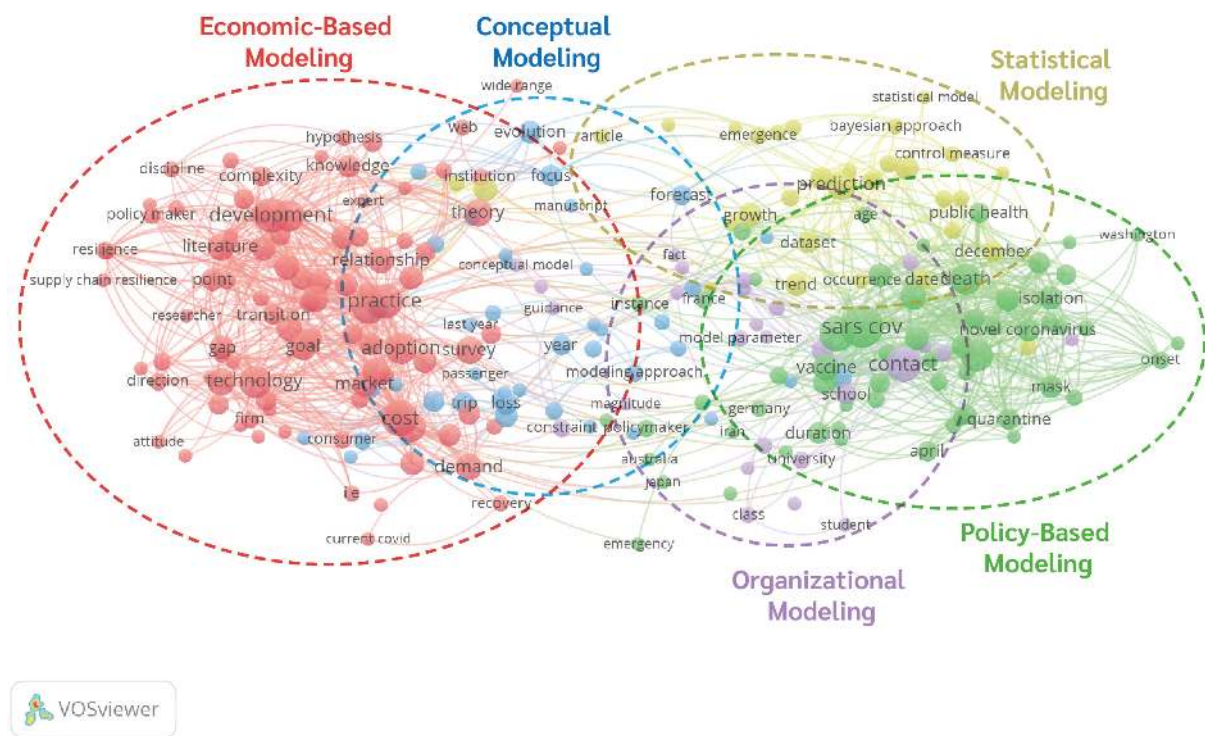 Economic-Based
Modeling
Conceptual
Modeling
Statistical
Modeling
wide range
statistical model
web
evolution
article
emergence
bayesian approach
hypothesis
control measure
discipline
complexity
knowledge
institution
focus
expert
manuscript
forecast
prediction
policy maker
development
theory
growth
age
public health
resilience
literature
relationship
fact
dataset
december
washington
supply chain resilience
point
conceptual model
trend
occurrence date
death
practice
guidance
instance
france
isolation
researcher
transition
last year
sars cov
novel coronavirus
model parameter
gap
goal
adoption
survey
year
contact
onset
direction
technology
market
passenger
modeling approach
vaccine
mask
trip
loss
magnitude
germany
school
firm
cost
constraint
policymaker
iran
duration
quarantine
attitude
consumer
australia
university
april
demand
japan
i e
recovery
class
student
current covid
emergency
Policy-Based
Modeling
Organizational
Modeling
VOSviewer